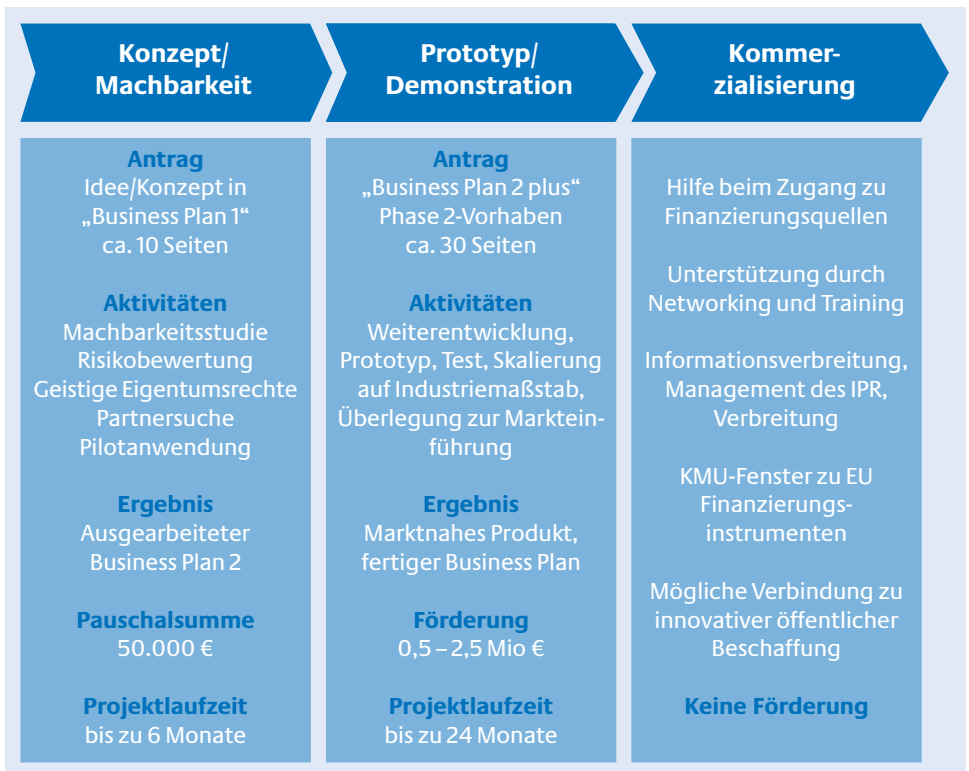 Konzept/
Machbarkeit
Antrag
Idee/Konzept in
„Business Plan 1“
ca. 10 Seiten
Aktivitäten
Machbarkeitsstudie
Risikobewertung
Geistige Eigentumsrechte
Partnersuche
Pilotanwendung
Ergebnis
Ausgearbeiteter
Business Plan 2
Pauschalsumme
50.000 €
Projektlaufzeit
bis zu 6 Monate
Prototyp/
Demonstration
Antrag
„Business Plan 2 plus“
Phase 2-Vorhaben
ca. 30 Seiten
Aktivitäten
Weiterentwicklung,
Prototyp, Test, Skalierung
auf Industriemaßstab,
Überlegung zur Marktein-
führung
Ergebnis
Marktnahes Produkt,
fertiger Business Plan
Förderung
0,5 – 2,5 Mio €
Projektlaufzeit
bis zu 24 Monate
Kommer-
zialisierung
Hilfe beim Zugang zu
Finanzierungsquellen
Unterstützung durch
Networking und Training
Informationsverbreitung,
Management des IPR,
Verbreitung
KMU-Fenster zu EU
Finanzierungs-
instrumenten
Mögliche Verbindung zu
innovativer öffentlicher
Beschaffung
Keine Förderung